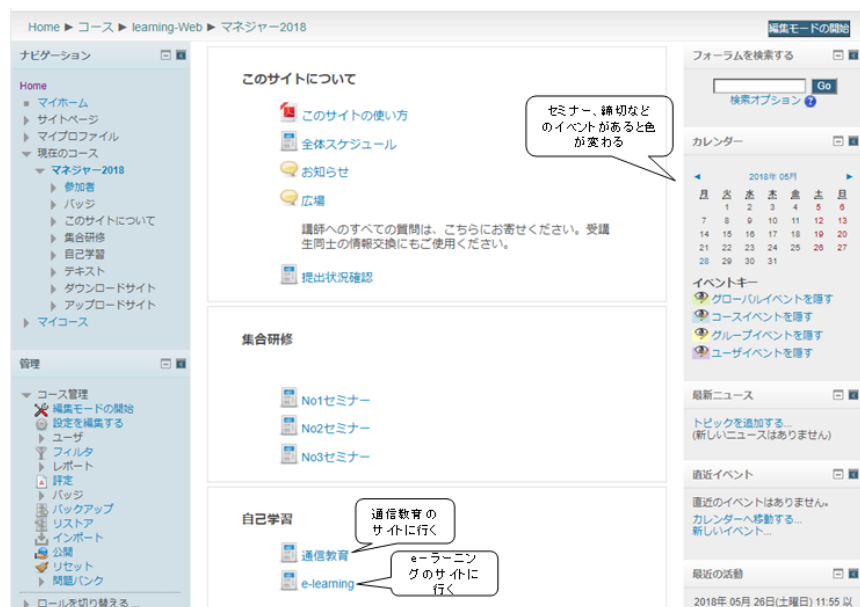 Home ► コース ► learning-Web ► マネジャー2018
編集モードの開始
ナビゲーション
Home
マイホーム
サイトページ
マイプロファイル
現在のコース
マネジャー2018
参加者
バッジ
このサイトについて
集合研修
自己学習
テキスト
ダウンロードサイト
アップロードサイト
マイコース
管理
コース管理
編集モードの開始
設定を編集する
ユーザ
フィルタ
レポート
評定
バッジ
バックアップ
リストア
インポート
公開
リセット
問題バンク
ロールを切り替える...
このサイトについて
このサイトの使い方
全体スケジュール
お知らせ
広場
講師へのすべての質問は、こちらにお寄せください。受講
生同士の情報交換にもご使用ください。
提出状況確認
セミナー、締切など
のイベントがあると色
が変わる
集合研修
No1セミナー
No2セミナー
No3セミナー
自己学習
通信教育の
サイトに行く
通信教育
eーラーニン
グのサイトに
行く
e-learning
フォーラムを検索する
Go
検索オプション
カレンダー
2018年 05月
月 火 水 木 金 土 日
1 2 3 4 5 6
7 8 9 10 11 12 13
14 15 16 17 18 19 20
21 22 23 24 25 26 27
28 29 30 31
イベントキー
グローバルイベントを隠す
コースイベントを隠す
グループイベントを隠す
ユーザイベントを隠す
最新ニュース
トピックを追加する...
(新しいニュースはありません)
直近イベント
直近のイベントはありません。
カレンダーへ移動する...
新しいイベント...
最近の活動
2018年 05月 26日(土曜日) 11:55 以